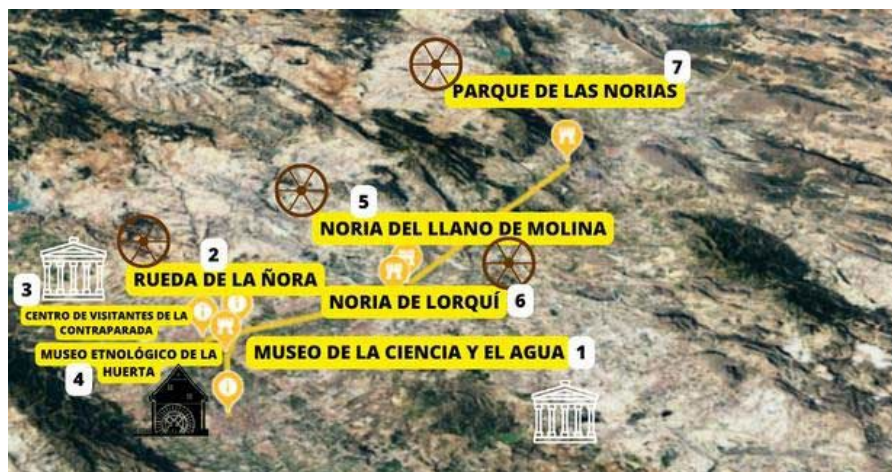 7
PARQUE DE LAS NORIAS
5
NORIA DEL LLANO DE MOLINA
2
RUEDA DE LA ÑORA
3
NORIA DE LORQUÍ 6
CENTRO DE VISITANTES DE LA
CONTRAPARADA
MUSEO ETNOLÓGICO DE LA
HUERTA
4
MUSEO DE LA CIENCIA Y EL AGUA 1